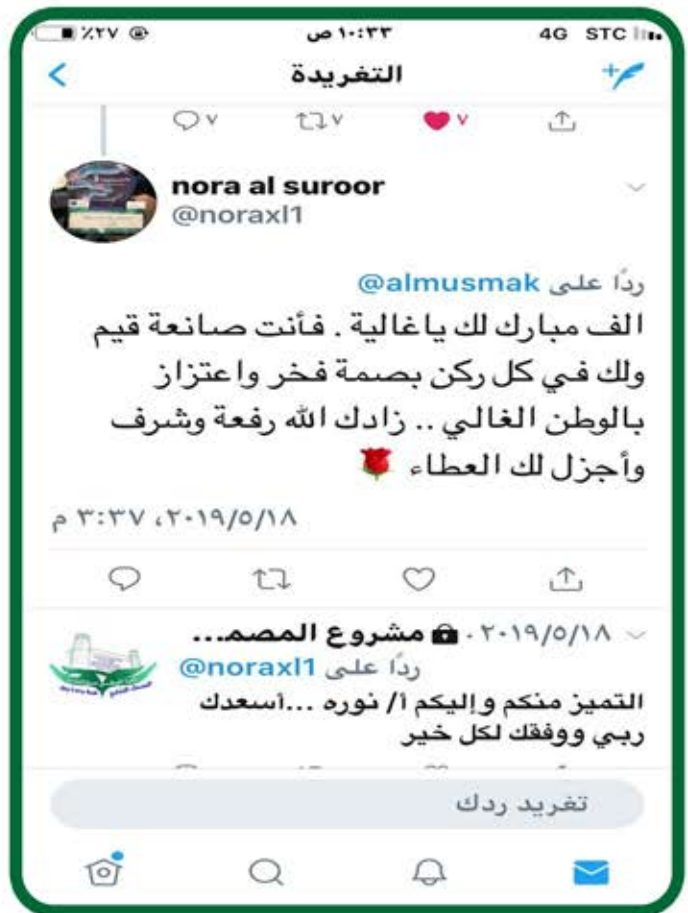 ٪٢٧ ١٠:٣٣ ص 4G STC
التغريدة
٧ ٧ ٧
nora al suroor
@noraxl1
ردًا على @almusmak
الف مبارك لك ياغالية . فأنت صانعة قيم
ولك في كل ركن بصمة فخر واعتزاز
بالوطن الغالي .. زادك الله رفعة وشرف
وأجزل لك العطاء 🌹
٢٠١٩/٥/١٨، ٣:٣٧ م
مشروع المصمـ... ٢٠١٩/٥/١٨
ردًا على @noraxl1
التميز منكم وإليكم أ/ نوره ...أسعدك
ربي ووفقك لكل خير
تغريد ردك